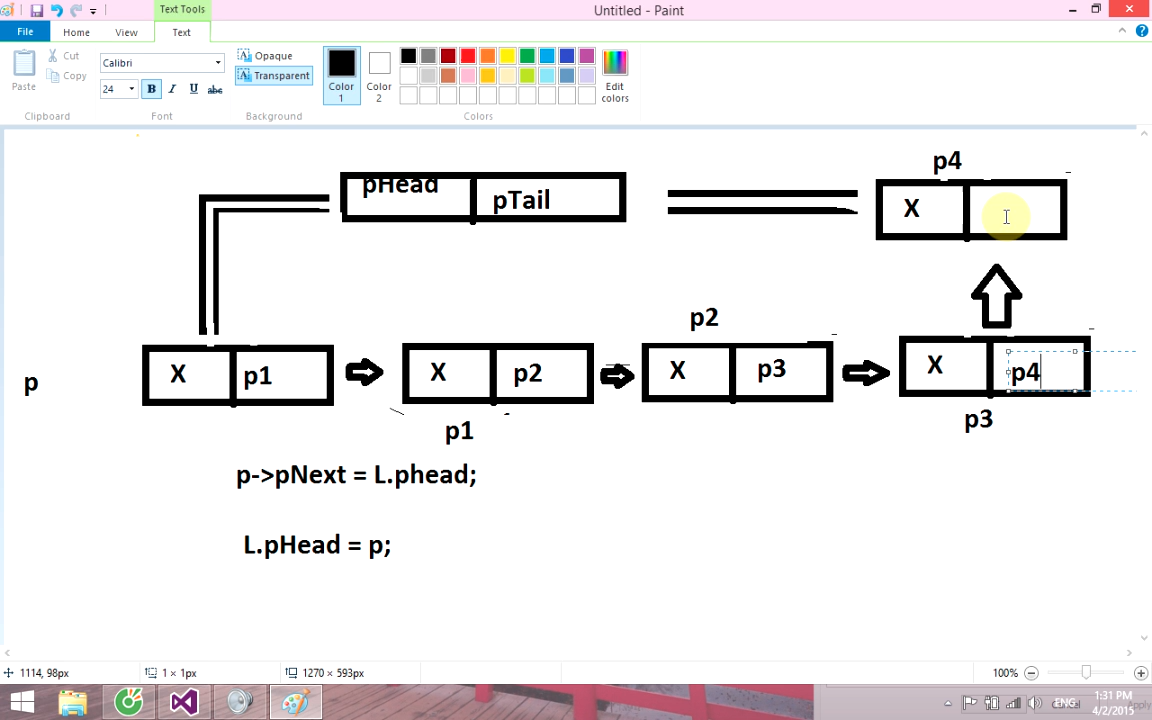 Text Tools
Untitled - Paint
File
Home
View
Text
Cut
Copy
Paste
Clipboard
Calibri
24
B I U abc
Font
Opaque
Transparent
Background
Color 1
Color 2
Edit colors
Colors
p4
pHead
pTail
X
p2
p
X
p1
X
p2
X
p3
X
p4
p1
p3
p->pNext = L.phead;
L.pHead = p;
1114, 98px
1 × 1px
1270 × 593px
100%
ENG
1:31 PM
4/2/2015